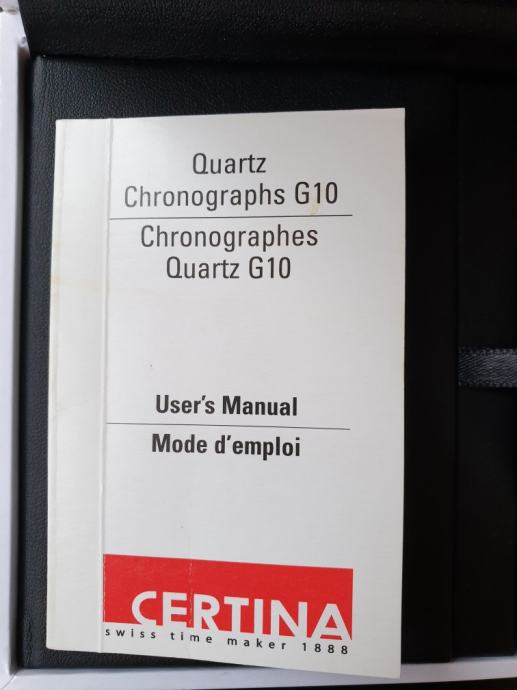 Quartz
Chronographs G10
Chronographes
Quartz G10
User's Manual
Mode d'emploi
CERTINA
swiss time maker 1888